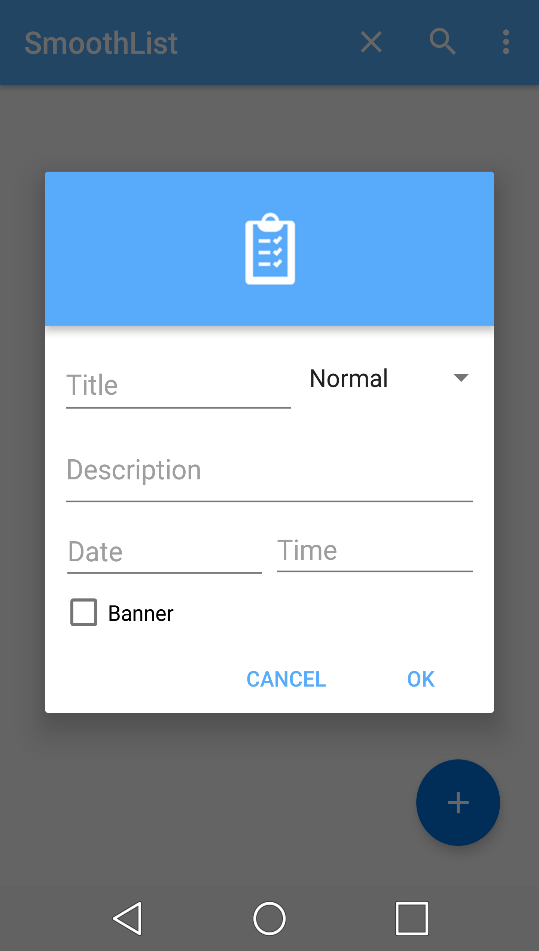 SmoothList
Title
Normal
Description
Date
Time
Banner
CANCEL
OK